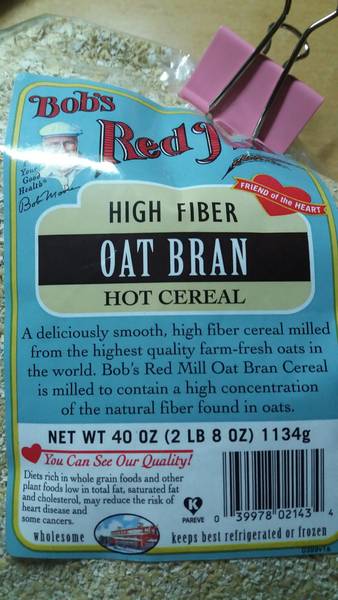 Bob's
Red
Your
Good
Health
Bob Moore
FRIEND of the HEART
HIGH FIBER
OAT BRAN
HOT CEREAL
A deliciously smooth, high fiber cereal milled
from the highest quality farm-fresh oats in
the world. Bob's Red Mill Oat Bran Cereal
is milled to contain a high concentration
of the natural fiber found in oats.
NET WT 40 OZ (2 LB 8 OZ) 1134g
You Can See Our Quality!
Diets rich in whole grain foods and other
plant foods low in total fat, saturated fat
and cholesterol, may reduce the risk of
heart disease and
some cancers.
K
PAREVE
0 39978 02143 4
wholesome
keeps best refrigerated or frozen